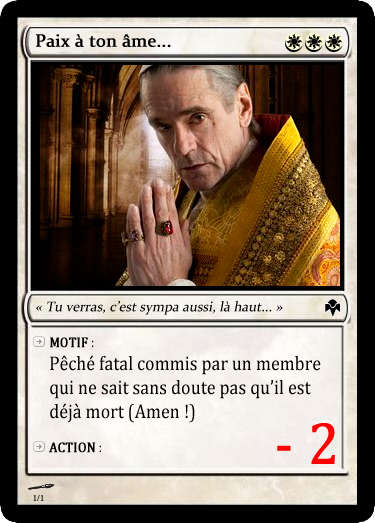 Paix à ton âme...
« Tu verras, c'est sympa aussi, là haut... »
MOTIF :
Pêché fatal commis par un membre
qui ne sait sans doute pas qu'il est
déjà mort (Amen !)
ACTION :
- 2
1/1